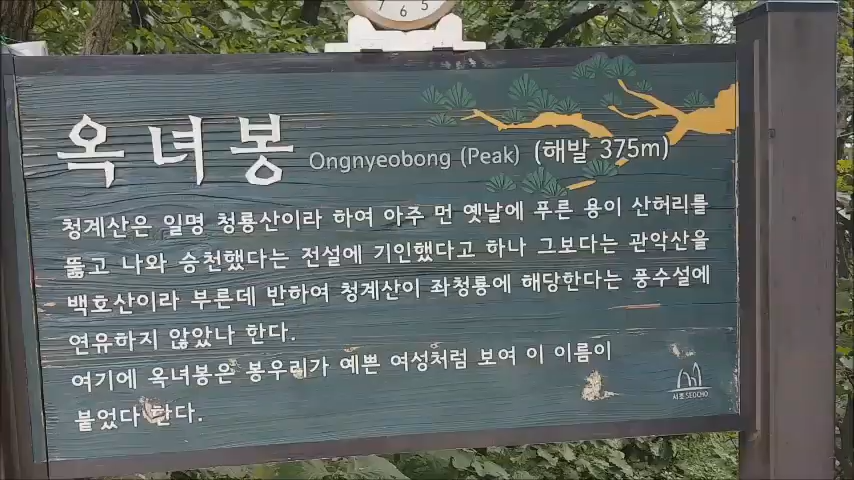 7 6 5
옥녀봉 Ongnyeobong (Peak) (해발 375m)
청계산은 일명 청룡산이라 하여 아주 먼 옛날에 푸른 용이 산허리를
뚫고 나와 승천했다는 전설에 기인했다고 하나 그보다는 관악산을
백호산이라 부른데 반하여 청계산이 좌청룡에 해당한다는 풍수설에
연유하지 않았나 한다.
여기에 옥녀봉은 봉우리가 예쁜 여성처럼 보여 이 이름이
붙었다 한다.
서초 SEOCHO